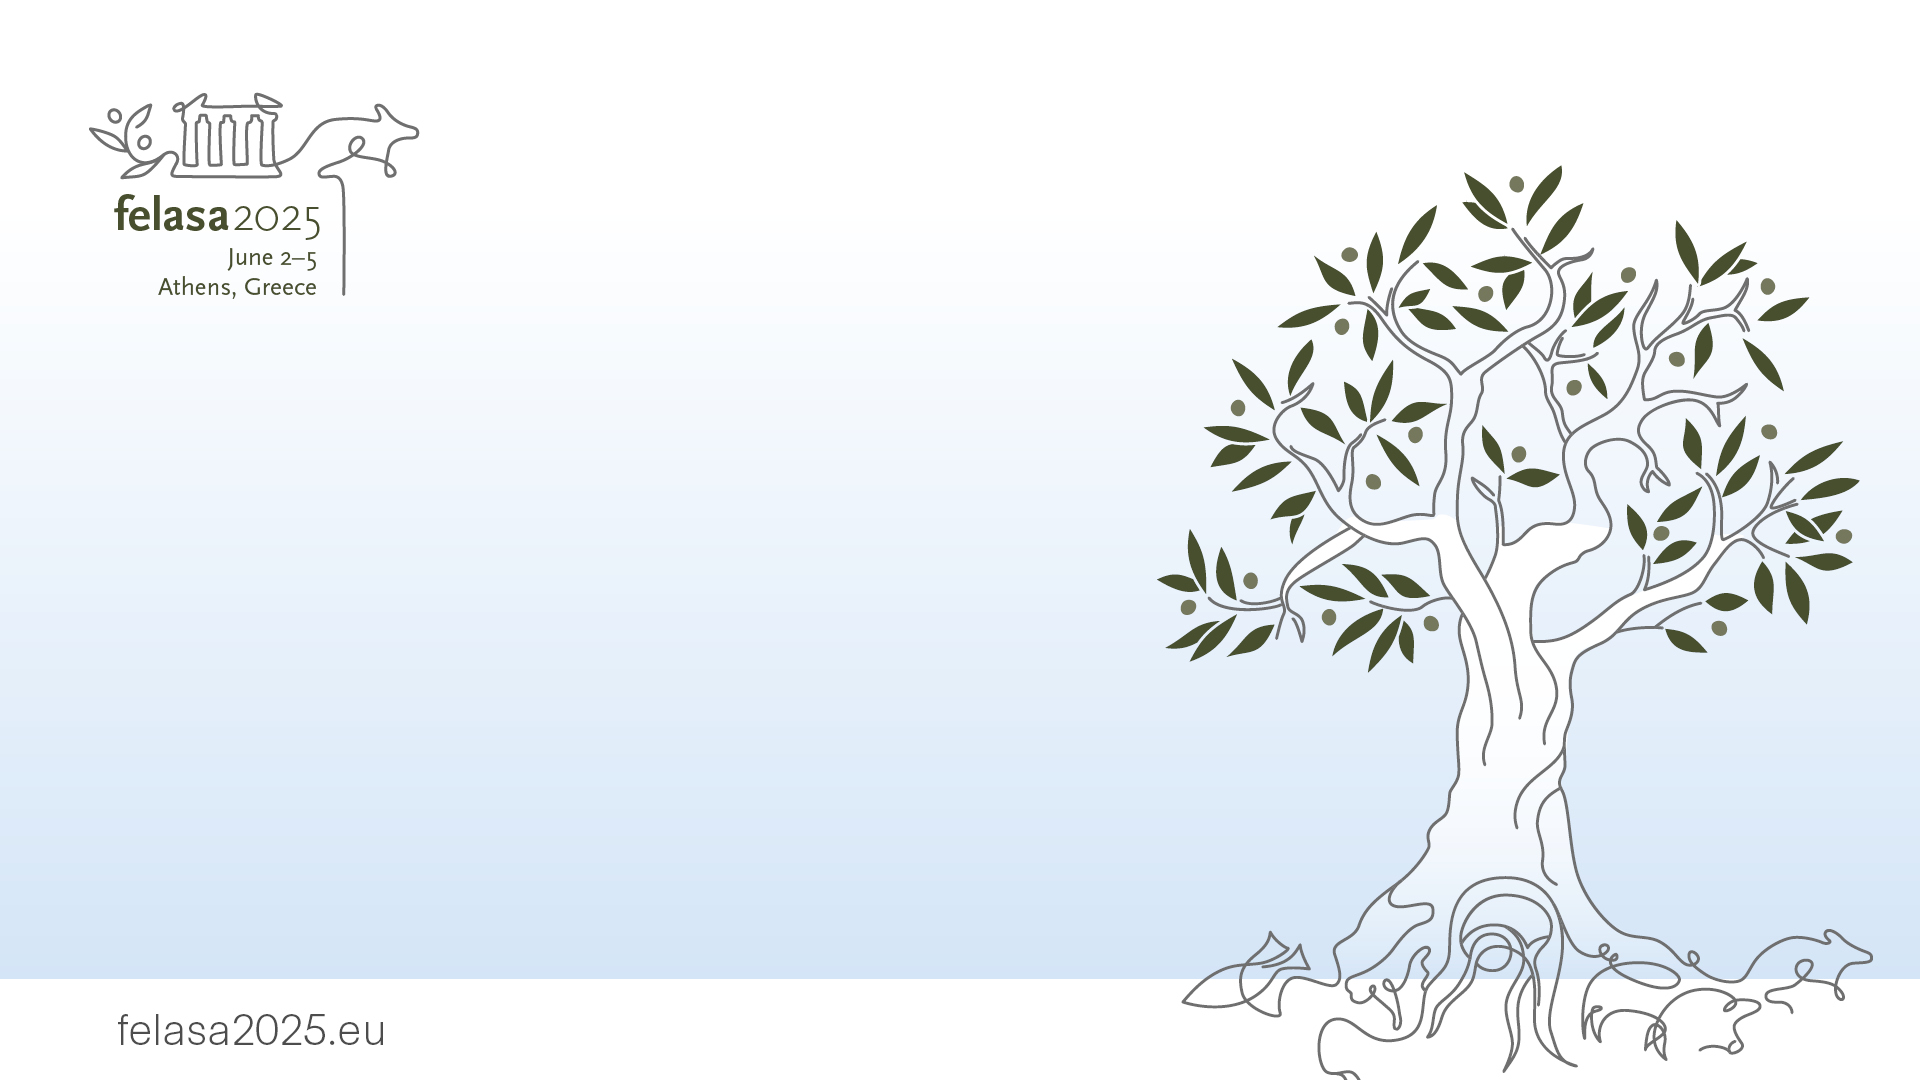 felasa2025
June 2–5
Athens, Greece
felasa2025.eu